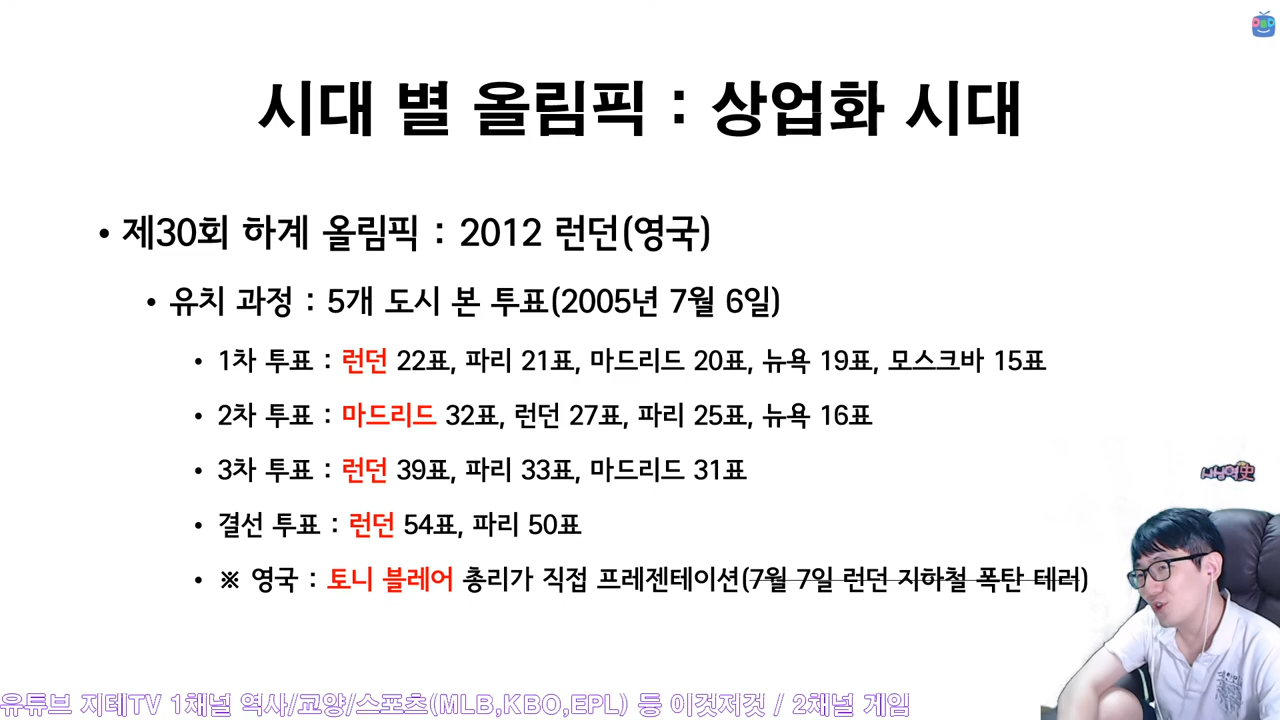 시대 별 올림픽 : 상업화 시대
• 제30회 하계 올림픽 : 2012 런던(영국)
• 유치 과정 : 5개 도시 본 투표(2005년 7월 6일)
• 1차 투표 : 런던 22표, 파리 21표, 마드리드 20표, 뉴욕 19표, 모스크바 15표
• 2차 투표 : 마드리드 32표, 런던 27표, 파리 25표, 뉴욕 16표
• 3차 투표 : 런던 39표, 파리 33표, 마드리드 31표
• 결선 투표 : 런던 54표, 파리 50표
• ※ 영국 : 토니 블레어 총리가 직접 프레젠테이션(7월 7일 런던 지하철 폭탄 테러)
유튜브 지테TV 1채널 역사/교양/스포츠(MLB,KBO,EPL) 등 이것저것 / 2채널 게임